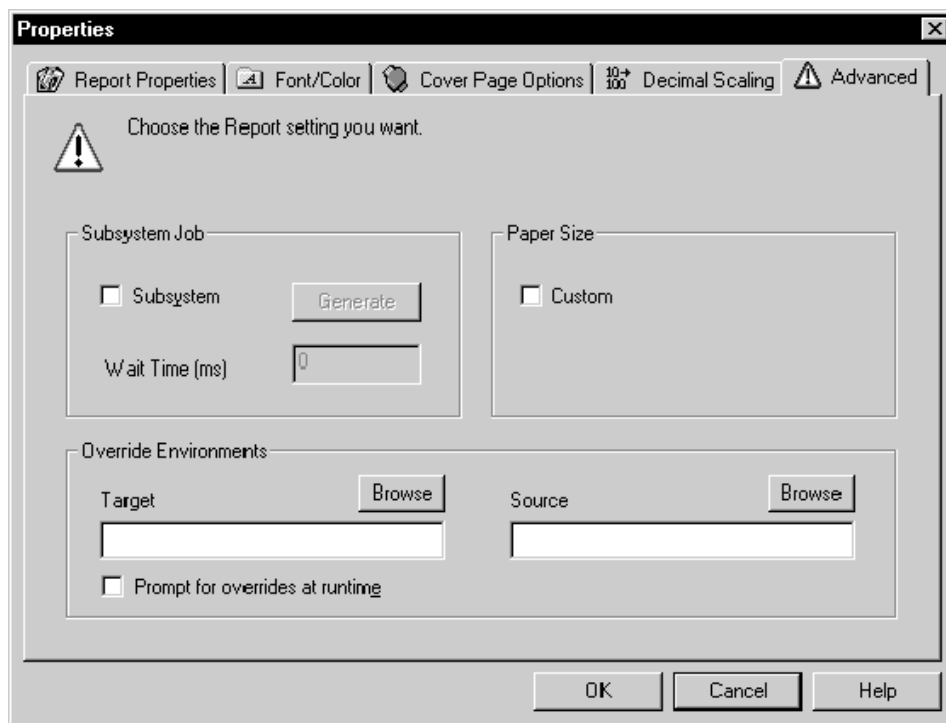 Properties
Report Properties Font/Color Cover Page Options Decimal Scaling Advanced
Choose the Report setting you want.
Subsystem Job
Subsystem Generate
Wait Time (ms) 0
Paper Size
Custom
Override Environments
Target Browse
Source Browse
Prompt for overrides at runtime
OK Cancel Help